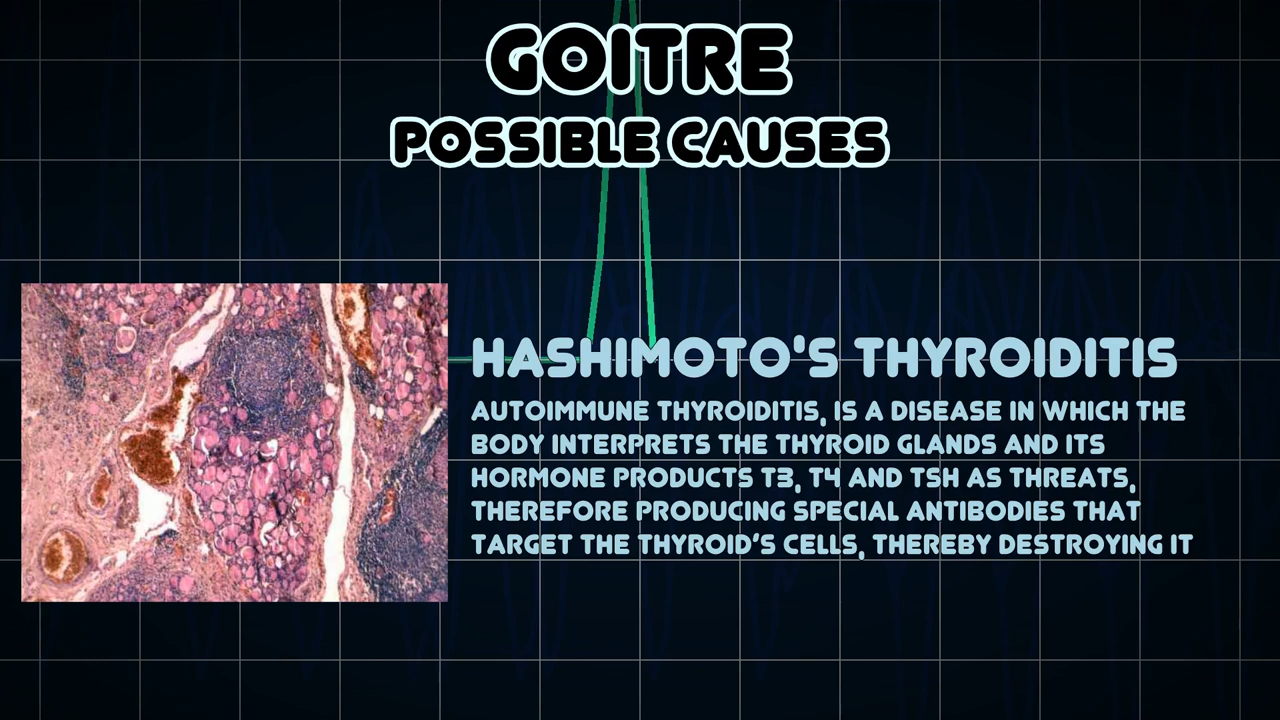 GOITRE
POSSIBLE CAUSES
HASHIMOTO'S THYROIDITIS
AUTOIMMUNE THYROIDITIS, IS A DISEASE IN WHICH THE
BODY INTERPRETS THE THYROID GLANDS AND ITS
HORMONE PRODUCTS T3, T4 AND TSH AS THREATS,
THEREFORE PRODUCING SPECIAL ANTIBODIES THAT
TARGET THE THYROID'S CELLS, THEREBY DESTROYING IT